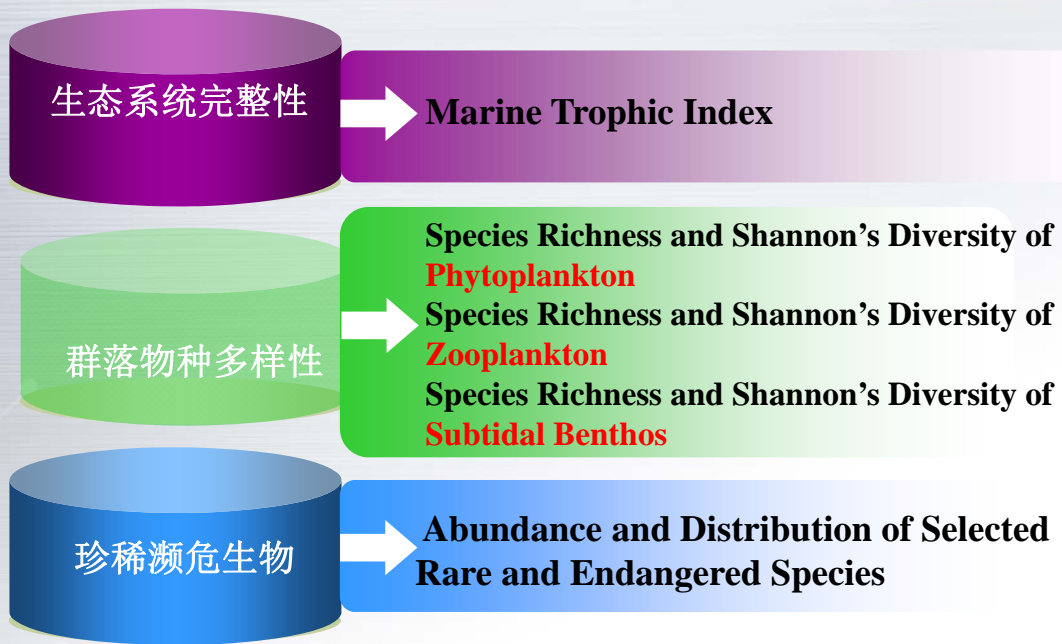 生态系统完整性
Marine Trophic Index
群落物种多样性
Species Richness and Shannon’s Diversity of
Phytoplankton
Species Richness and Shannon’s Diversity of
Zooplankton
Species Richness and Shannon’s Diversity of
Subtidal Benthos
珍稀濒危生物
Abundance and Distribution of Selected
Rare and Endangered Species